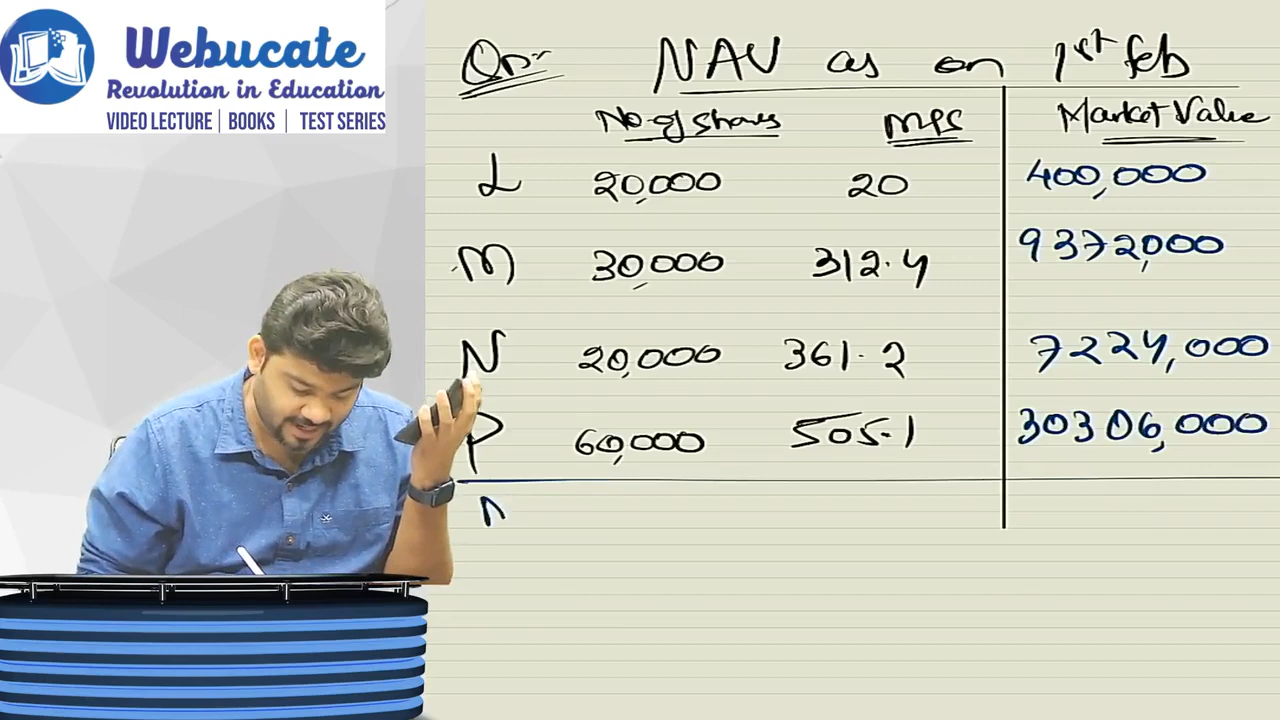 Webucate
Revolution in Education
VIDEO LECTURE | BOOKS | TEST SERIES
Qn:- NAV as on 1st feb
No of shares MPS Market Value
L 20,000 20 400,000
M 30,000 312.4 9372,000
N 20,000 361.2 7224,000
P 60,000 505.1 30306,000